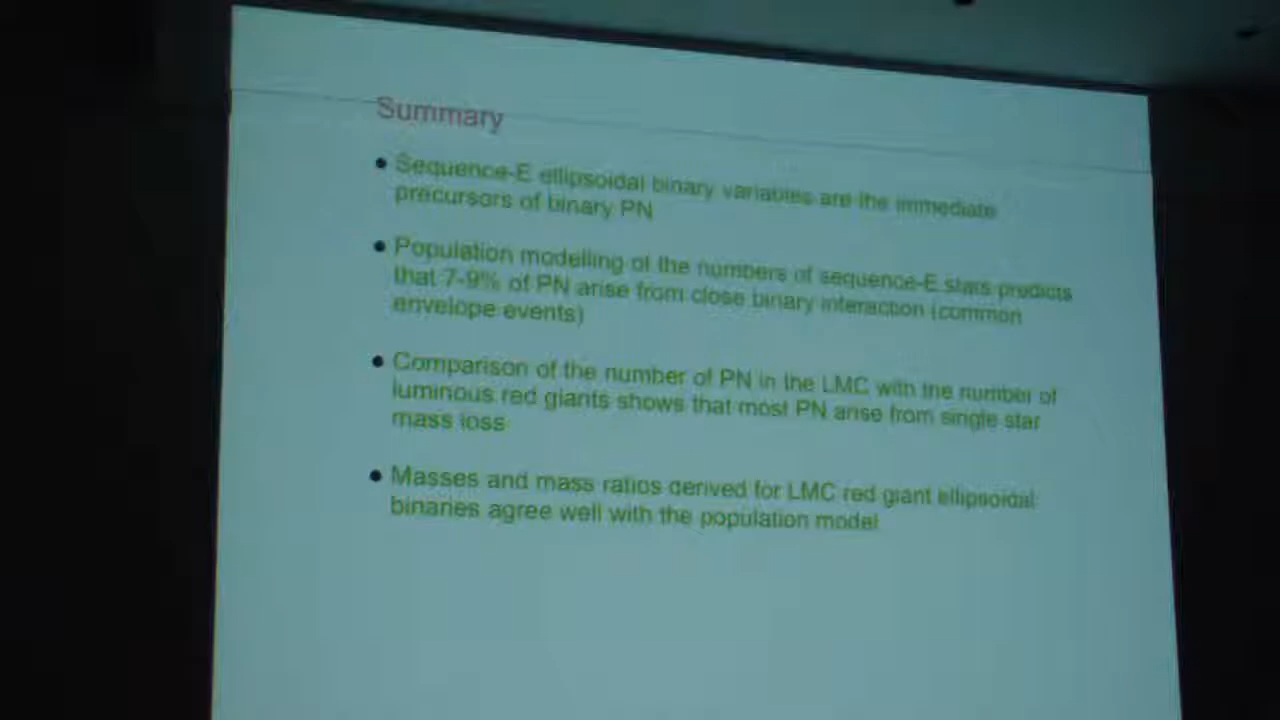 Summary
Sequence-E ellipsoidal binary variables are the immediate
precursors of binary PN
Population modelling of the numbers of sequence-E stars predicts
that 7-9% of PN arise from close binary interaction (common
envelope events)
Comparison of the number of PN in the LMC with the number of
luminous red giants shows that most PN arise from single star
mass loss
Masses and mass ratios derived for LMC red giant ellipsoidal
binaries agree well with the population model